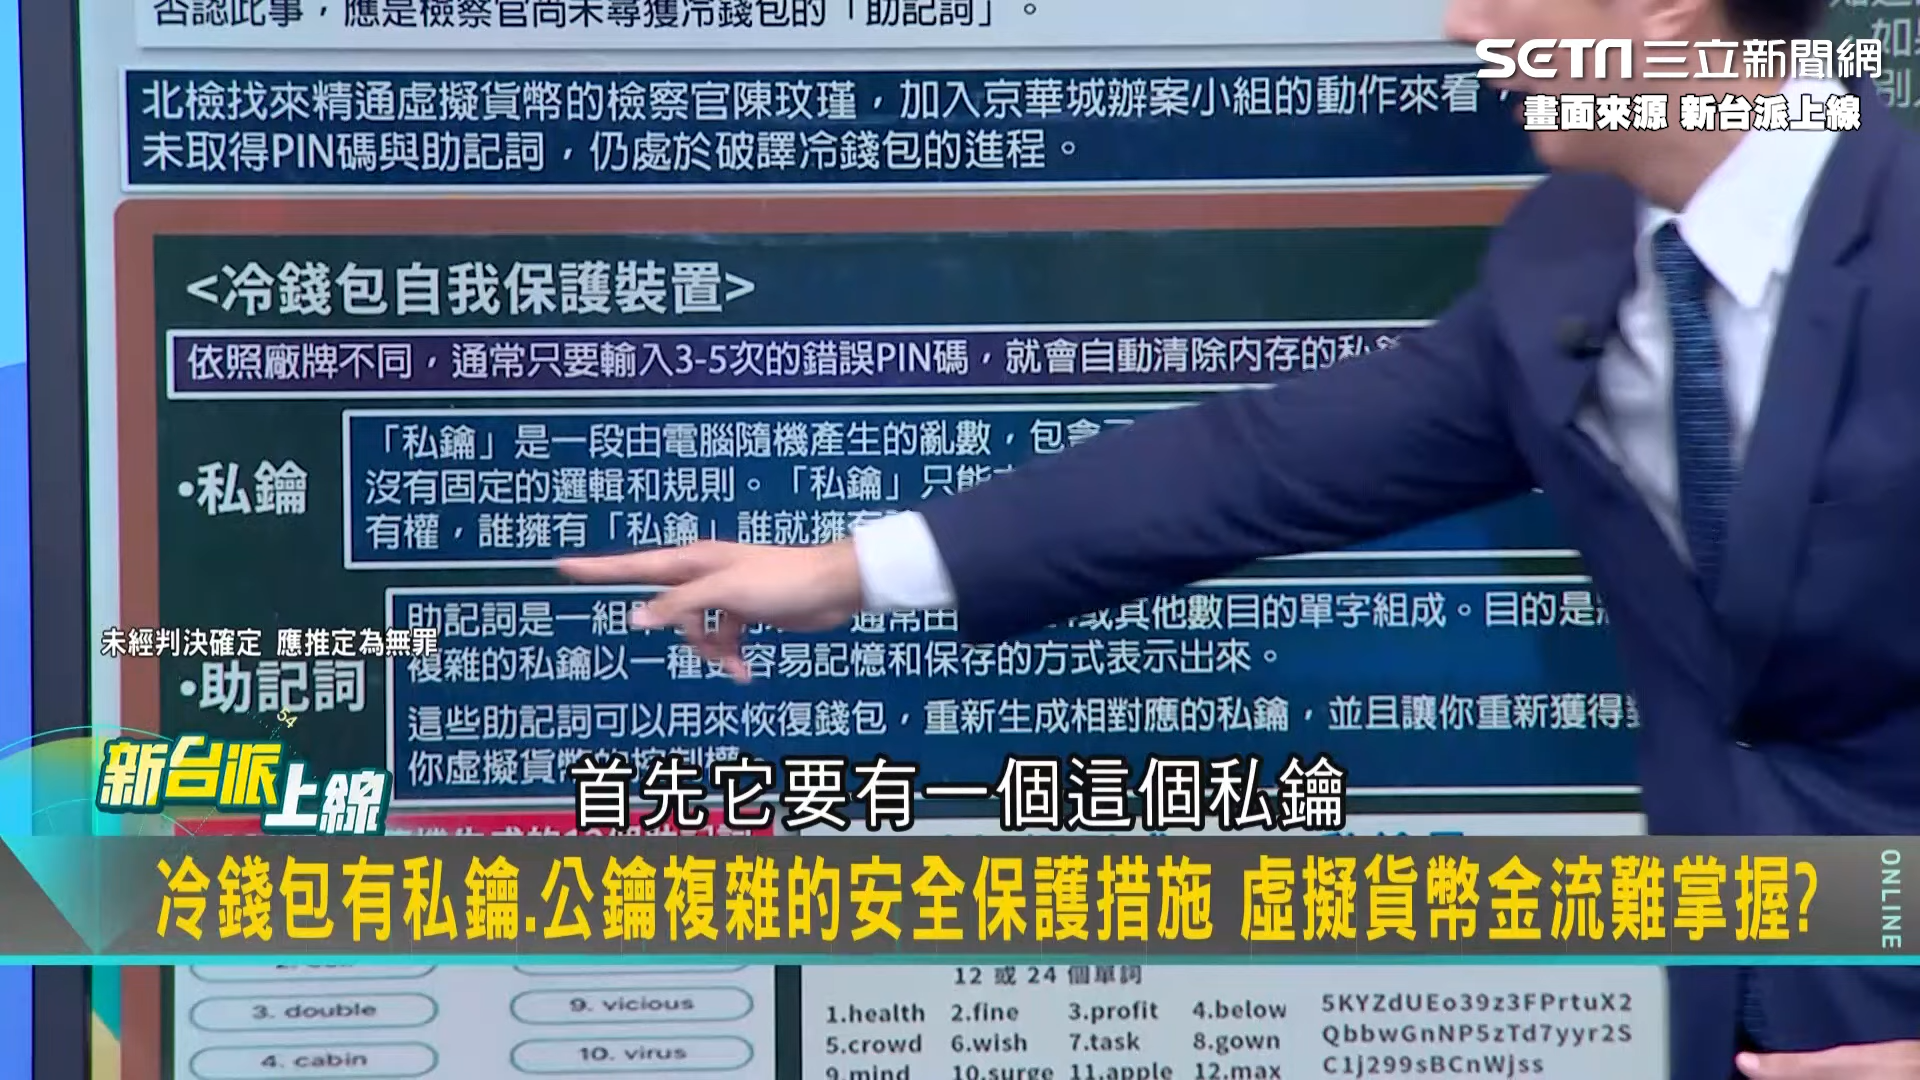 否認此事，應是檢察官尚未尋獲冷錢包的「助記詞」。
SETN三立新聞網
畫面來源 新台派上線
北檢找來精通虛擬貨幣的檢察官陳玟瑾，加入京華城辦案小組的動作來看，
未取得PIN碼與助記詞，仍處於破譯冷錢包的進程。
<冷錢包自我保護裝置>
依照廠牌不同，通常只要輸入3-5次的錯誤PIN碼，就會自動清除內存的私
•私鑰
「私鑰」是一段由電腦隨機產生的亂數，包含
沒有固定的邏輯和規則。「私鑰」只能
有權，誰擁有「私鑰」誰就擁有
未經判決確定 應推定為無罪
•助記詞
助記詞是一組 通常由 或其他數目的單字組成。目的是
複雜的私鑰以一種更容易記憶和保存的方式表示出來。
這些助記詞可以用來恢復錢包，重新生成相對應的私鑰，並且讓你重新獲得
你虛擬貨幣的控制權。
新台派上線
首先它要有一個這個私鑰
冷錢包有私鑰.公鑰複雜的安全保護措施 虛擬貨幣金流難掌握?
ONLINE
3. double
9. vicious
4. cabin
10. virus
12 或 24 個單詞
1.health 2.fine 3.profit 4.below
5.crowd 6.wish 7.task 8.gown
9.mind 10.surge 11.apple 12.max
5KYZdUEo39z3FPrtuX2
QbbwGnNP5zTd7yyr2S
C1j299sBCnWjss